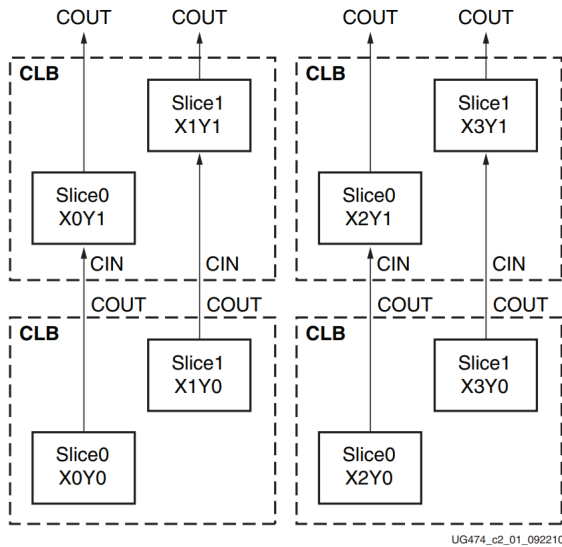 COUT COUT COUT COUT
CLB
Slice1
X1Y1
CLB
Slice1
X3Y1
Slice0
X0Y1
Slice0
X2Y1
CIN CIN CIN CIN
COUT COUT COUT COUT
CLB
Slice1
X1Y0
CLB
Slice1
X3Y0
Slice0
X0Y0
Slice0
X2Y0
UG474_c2_01_092210